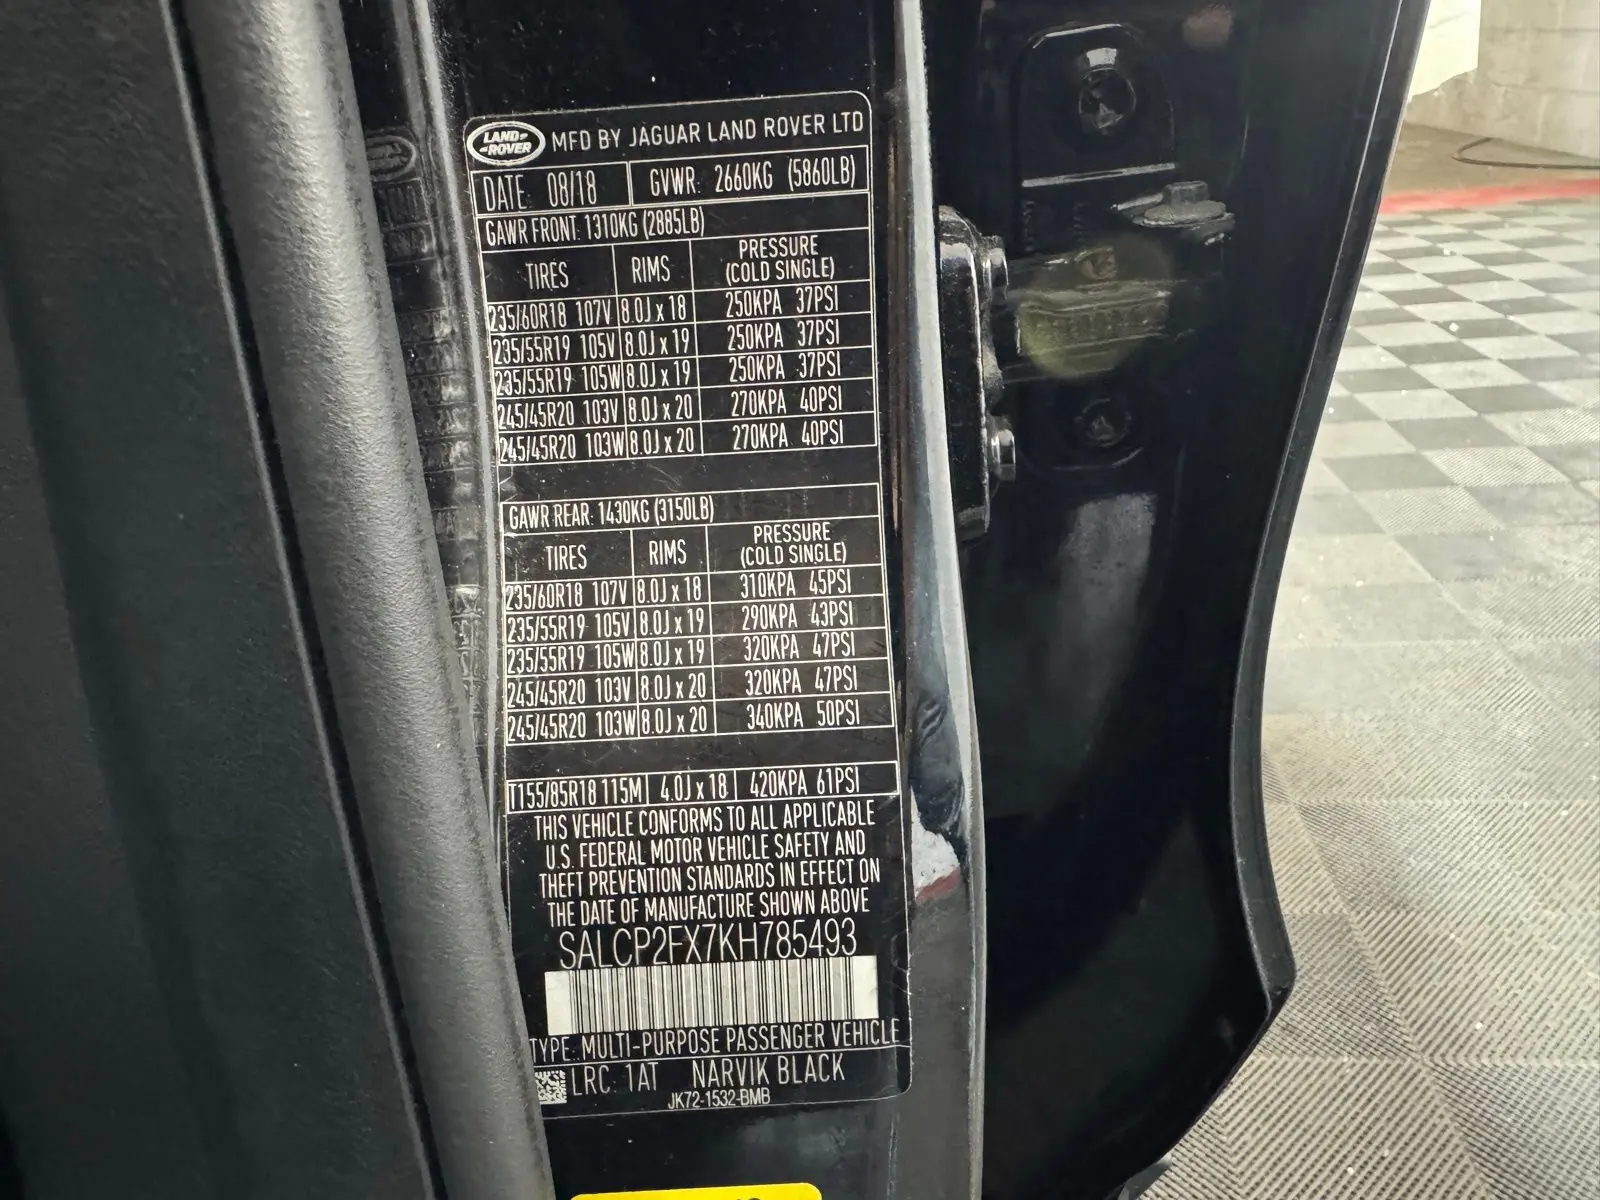 LAND-
-ROVER
MFD BY JAGUAR LAND ROVER LTD
DATE: 08/18 GVWR: 2660KG (5860LB)
GAWR FRONT: 1310KG (2885LB)
TIRES RIMS PRESSURE (COLD SINGLE)
235/60R18 107V 8.0J x 18 250KPA 37PSI
235/55R19 105V 8.0J x 19 250KPA 37PSI
235/55R19 105W 8.0J x 19 250KPA 37PSI
245/45R20 103V 8.0J x 20 270KPA 40PSI
245/45R20 103W 8.0J x 20 270KPA 40PSI
GAWR REAR: 1430KG (3150LB)
TIRES RIMS PRESSURE (COLD SINGLE)
235/60R18 107V 8.0J x 18 310KPA 45PSI
235/55R19 105V 8.0J x 19 290KPA 43PSI
235/55R19 105W 8.0J x 19 320KPA 47PSI
245/45R20 103V 8.0J x 20 320KPA 47PSI
245/45R20 103W 8.0J x 20 340KPA 50PSI
T155/85R18 115M 4.0J x 18 420KPA 61PSI
THIS VEHICLE CONFORMS TO ALL APPLICABLE
U.S. FEDERAL MOTOR VEHICLE SAFETY AND
THEFT PREVENTION STANDARDS IN EFFECT ON
THE DATE OF MANUFACTURE SHOWN ABOVE
SALCP2FX7KH785493
TYPE: MULTI-PURPOSE PASSENGER VEHICLE
LRC: 1AT NARVIK BLACK
JK72-1532-BMB